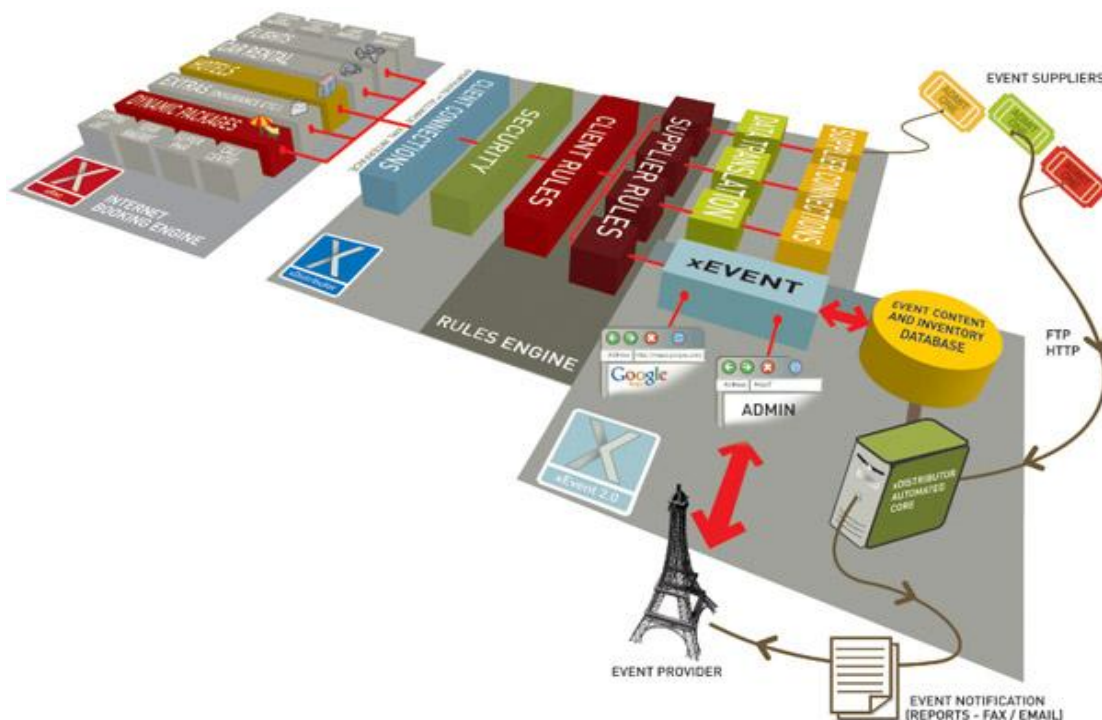 FLIGHTS
CAR RENTAL
HOTELS
EXTRAS
DYNAMIC PACKAGES
INTERNET
BOOKING ENGINE
CLIENT CONNECTIONS
SECURITY
CLIENT RULES
SUPPLIER RULES
DATA TRANSLATION
SUPPLIER CONNECTIONS
EVENT SUPPLIERS
xDistributor
RULES ENGINE
xEVENT
EVENT CONTENT
AND INVENTORY
DATABASE
FTP
HTTP
Google
ADMIN
xEvent 2.0
xDISTRIBUTOR
AUTOMATED
CORE
EVENT PROVIDER
EVENT NOTIFICATION
(REPORTS - FAX / EMAIL)